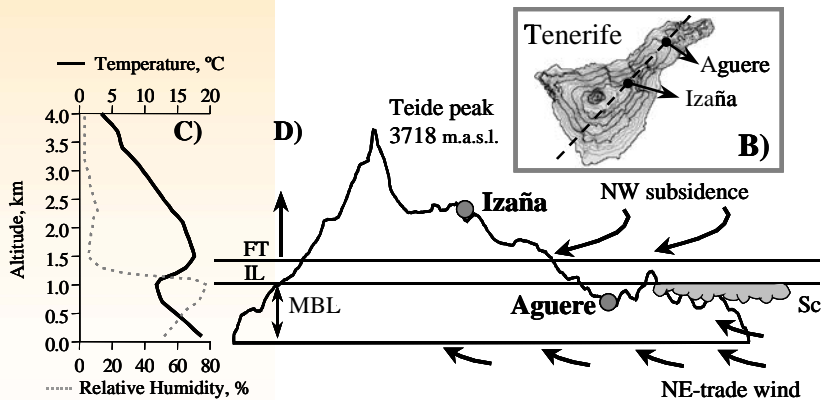 Temperature, ºC
0 5 10 15 20
C)
Altitude, km
4.0
3.5
3.0
2.5
2.0
1.5
1.0
0.5
0.0
0 20 40 60 80
Relative Humidity, %
D)
Teide peak
3718 m.a.s.l.
Izaña
NW subsidence
FT
IL
MBL
Aguere
Sc
NE-trade wind
Tenerife
Aguere
Izaña
B)